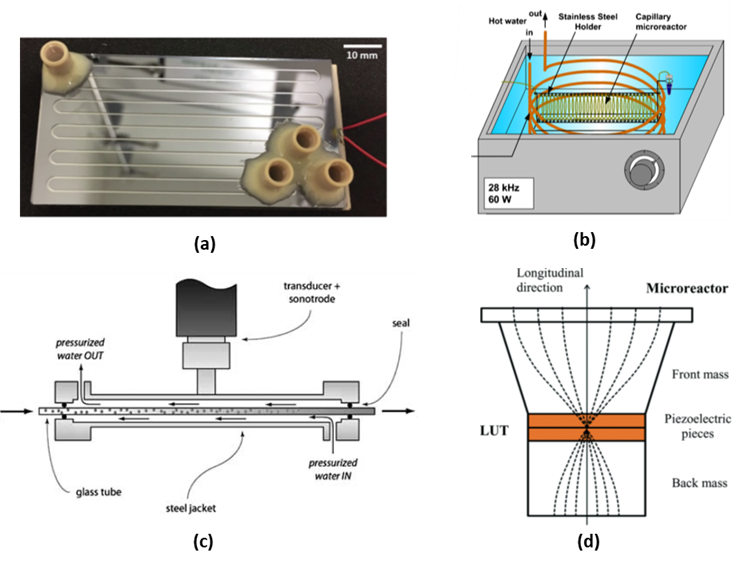 10 mm
(a)
out
Hot water
in
Stainless Steel
Holder
Capillary
microreactor
28 kHz
60 W
(b)
transducer +
sonotrode
pressurized
water OUT
seal
pressurized
water IN
glass tube
steel jacket
(c)
Longitudinal
direction
Microreactor
Front mass
LUT
Piezoelectric
pieces
Back mass
(d)